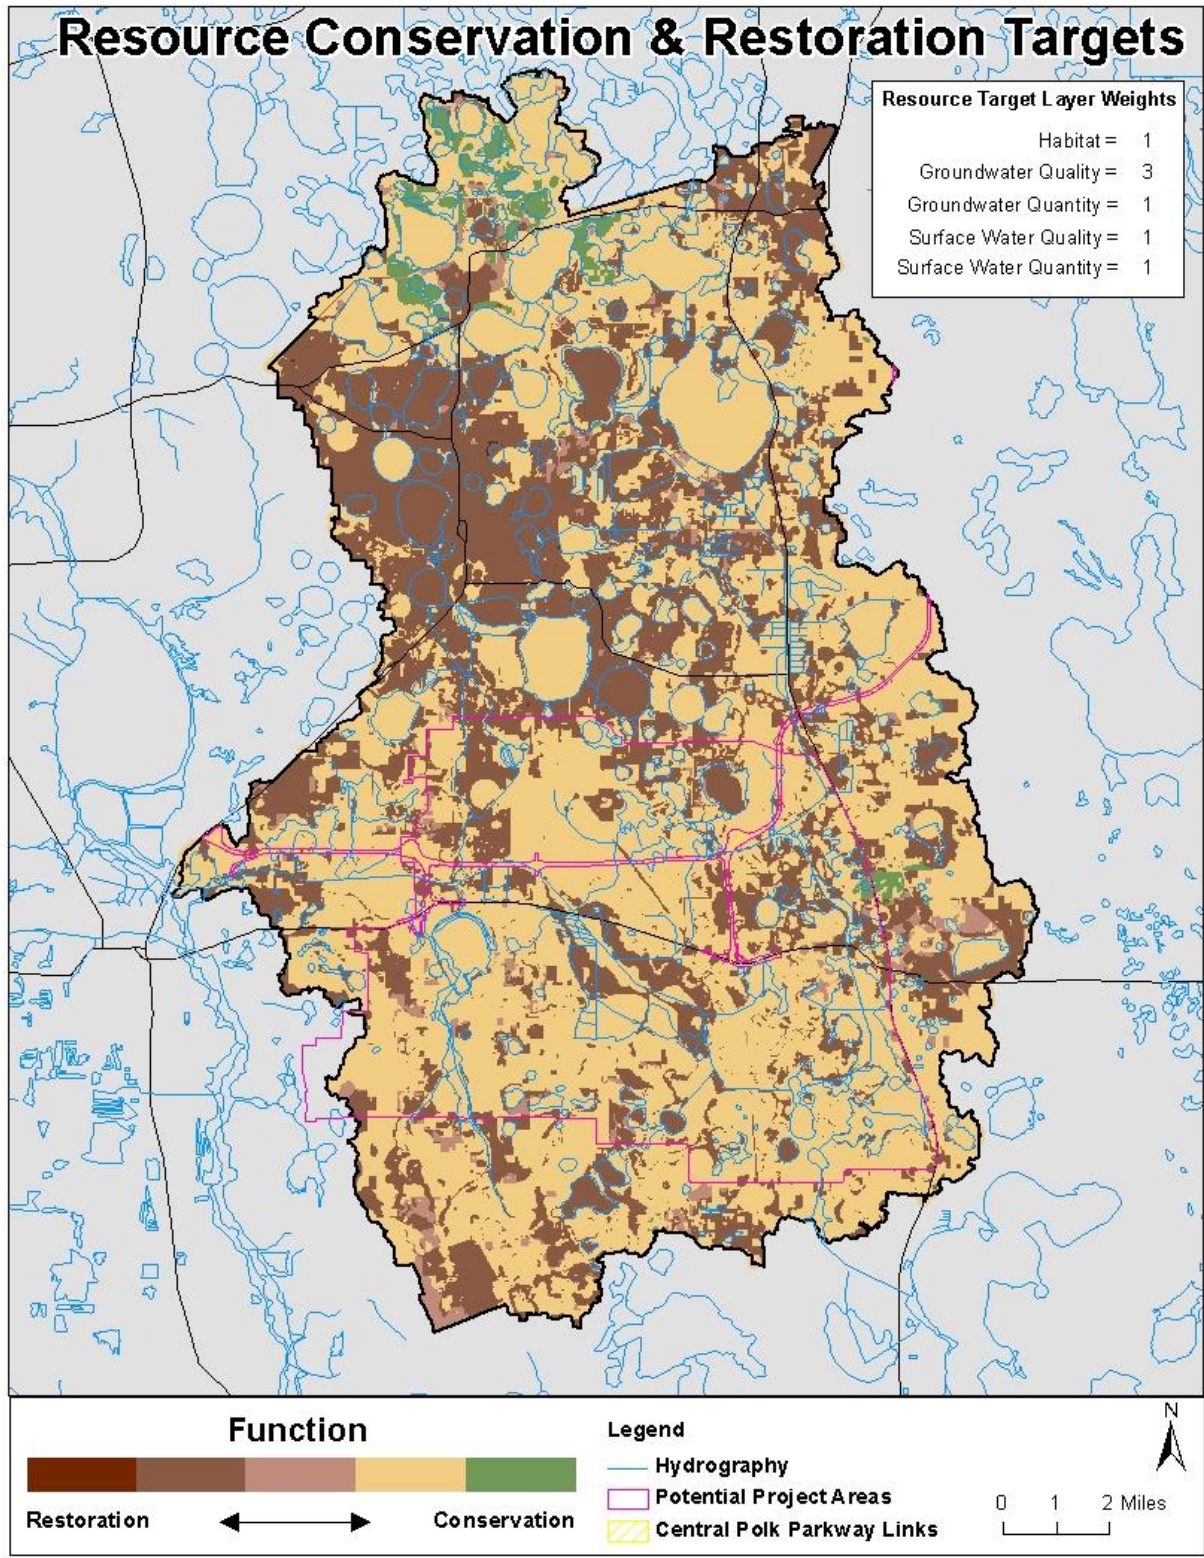 Resource Conservation & Restoration Targets
Resource Target Layer Weights
Habitat = 1
Groundwater Quality = 3
Groundwater Quantity = 1
Surface Water Quality = 1
Surface Water Quantity = 1
Function
Restoration
Conservation
Legend
Hydrography
Potential Project Areas
Central Polk Parkway Links
N
0 1 2 Miles